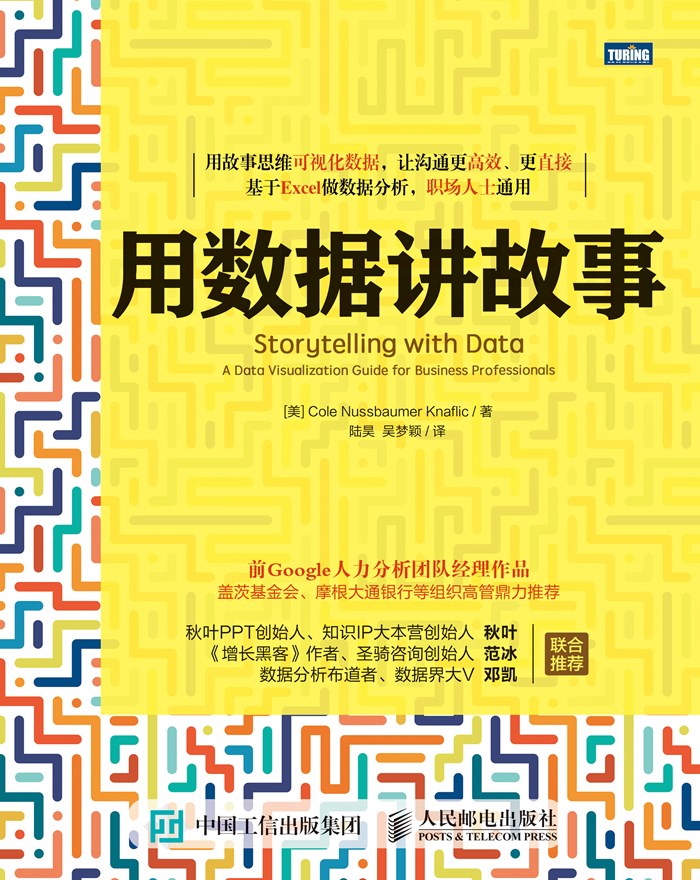 TURING
用故事思维可视化数据，让沟通更高效、更直接
基于Excel做数据分析，职场人士通用
用数据讲故事
Storytelling with Data
A Data Visualization Guide for Business Professionals
[美] Cole Nussbaumer Knaflic / 著
陆昊 吴梦颖 / 译
前Google人力分析团队经理作品
盖茨基金会、摩根大通银行等组织高管鼎力推荐
秋叶PPT创始人、知识IP大本营创始人 秋叶
《增长黑客》作者、圣骑咨询创始人 范冰
数据分析布道者、数据界大V 邓凯
联合
推荐
中国工信出版集团
人民邮电出版社
POSTS & TELECOM PRESS